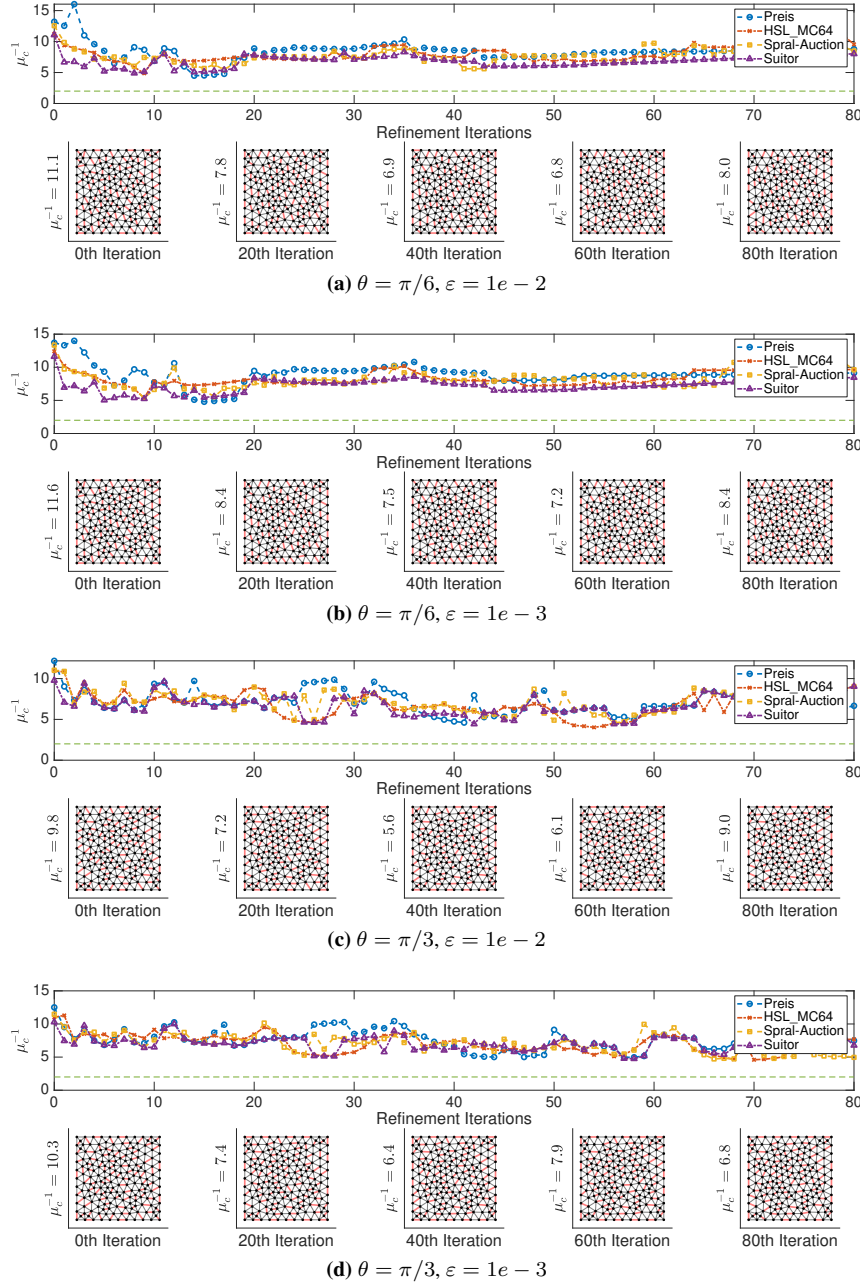 15
10
5
0
μc⁻¹
Preis
HSL_MC64
Spral-Auction
Suitor
0 10 20 30 40 50 60 70 80
Refinement Iterations
μc⁻¹ = 11.1
μc⁻¹ = 7.8
μc⁻¹ = 6.9
μc⁻¹ = 6.8
μc⁻¹ = 8.0
0th Iteration 20th Iteration 40th Iteration 60th Iteration 80th Iteration
(a) θ = π/6, ε = 1e − 2
15
10
5
0
μc⁻¹
Preis
HSL_MC64
Spral-Auction
Suitor
0 10 20 30 40 50 60 70 80
Refinement Iterations
μc⁻¹ = 11.6
μc⁻¹ = 8.4
μc⁻¹ = 7.5
μc⁻¹ = 7.2
μc⁻¹ = 8.4
0th Iteration 20th Iteration 40th Iteration 60th Iteration 80th Iteration
(b) θ = π/6, ε = 1e − 3
10
5
0
μc⁻¹
Preis
HSL_MC64
Spral-Auction
Suitor
0 10 20 30 40 50 60 70 80
Refinement Iterations
μc⁻¹ = 9.8
μc⁻¹ = 7.2
μc⁻¹ = 5.6
μc⁻¹ = 6.1
μc⁻¹ = 9.0
0th Iteration 20th Iteration 40th Iteration 60th Iteration 80th Iteration
(c) θ = π/3, ε = 1e − 2
15
10
5
0
μc⁻¹
Preis
HSL_MC64
Spral-Auction
Suitor
0 10 20 30 40 50 60 70 80
Refinement Iterations
μc⁻¹ = 10.3
μc⁻¹ = 7.4
μc⁻¹ = 6.4
μc⁻¹ = 7.9
μc⁻¹ = 6.8
0th Iteration 20th Iteration 40th Iteration 60th Iteration 80th Iteration
(d) θ = π/3, ε = 1e − 3